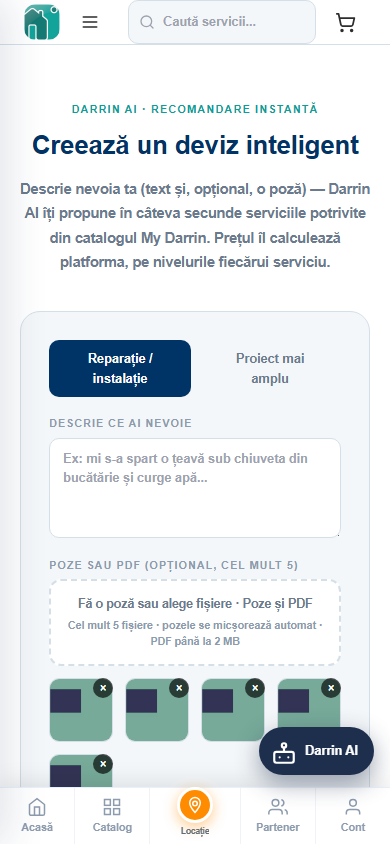 Caută servicii...
DARRIN AI · RECOMANDARE INSTANTĂ
Creează un deviz inteligent
Descrie nevoia ta (text și, opțional, o poză) — Darrin
AI îți propune în câteva secunde serviciile potrivite
din catalogul My Darrin. Prețul îl calculează
platforma, pe nivelurile fiecărui serviciu.
Reparație /
instalație
Proiect mai
amplu
DESCRIE CE AI NEVOIE
Ex: mi s-a spart o țeavă sub chiuveta din
bucătărie și curge apă...
POZE SAU PDF (OPȚIONAL, CEL MULT 5)
Fă o poză sau alege fișiere · Poze și PDF
Cel mult 5 fișiere · pozele se micșorează automat ·
PDF până la 2 MB
× × × ×
×
Darrin AI
Acasă
Catalog
Locație
Partener
Cont